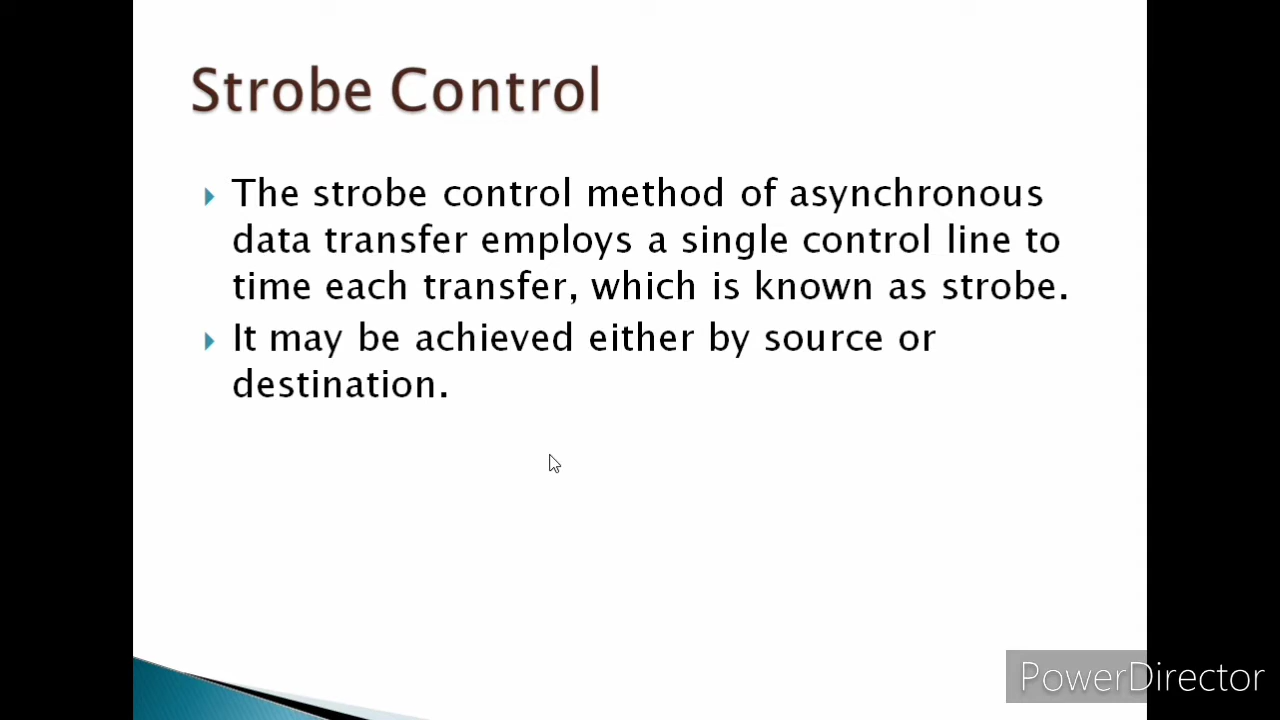 Strobe Control
The strobe control method of asynchronous
data transfer employs a single control line to
time each transfer, which is known as strobe.
It may be achieved either by source or
destination.
PowerDirector